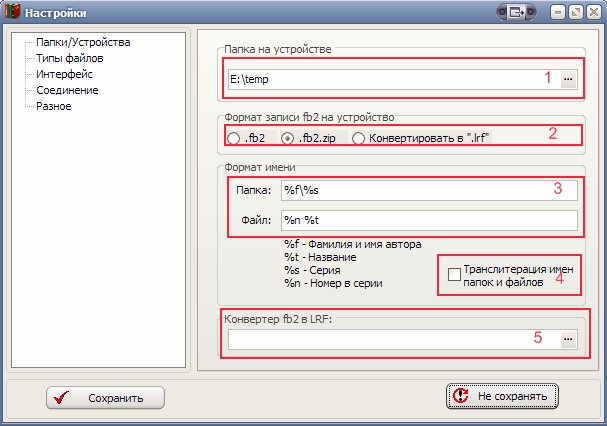 Настройки
Папки/Устройства
Типы файлов
Интерфейс
Соединение
Разное
Папка на устройстве
E:\temp 1 ...
Формат записи fb2 на устройство
.fb2 .fb2.zip Конвертировать в ".lrf" 2
Формат имени
Папка: %f\%s 3
Файл: %n %t
%f - Фамилия и имя автора
%t - Название
%s - Серия
%n - Номер в серии
Транслитерация имен
папок и файлов 4
Конвертер fb2 в LRF:
5 ...
Сохранить
Не сохранять